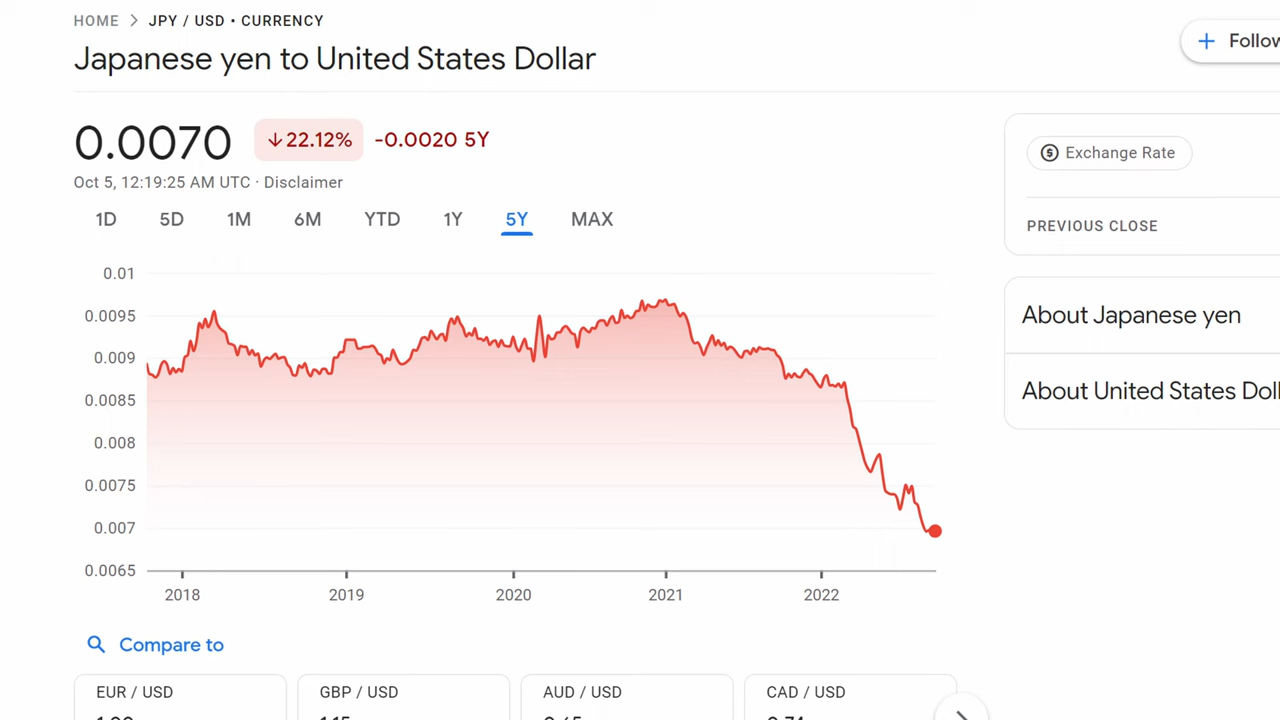 HOME > JPY / USD • CURRENCY
Japanese yen to United States Dollar
+ Follow
0.0070 ↓22.12% -0.0020 5Y
Oct 5, 12:19:25 AM UTC · Disclaimer
1D 5D 1M 6M YTD 1Y 5Y MAX
Exchange Rate
PREVIOUS CLOSE
About Japanese yen
About United States Doll
0.01
0.0095
0.009
0.0085
0.008
0.0075
0.007
0.0065
2018 2019 2020 2021 2022
Compare to
EUR / USD GBP / USD AUD / USD CAD / USD